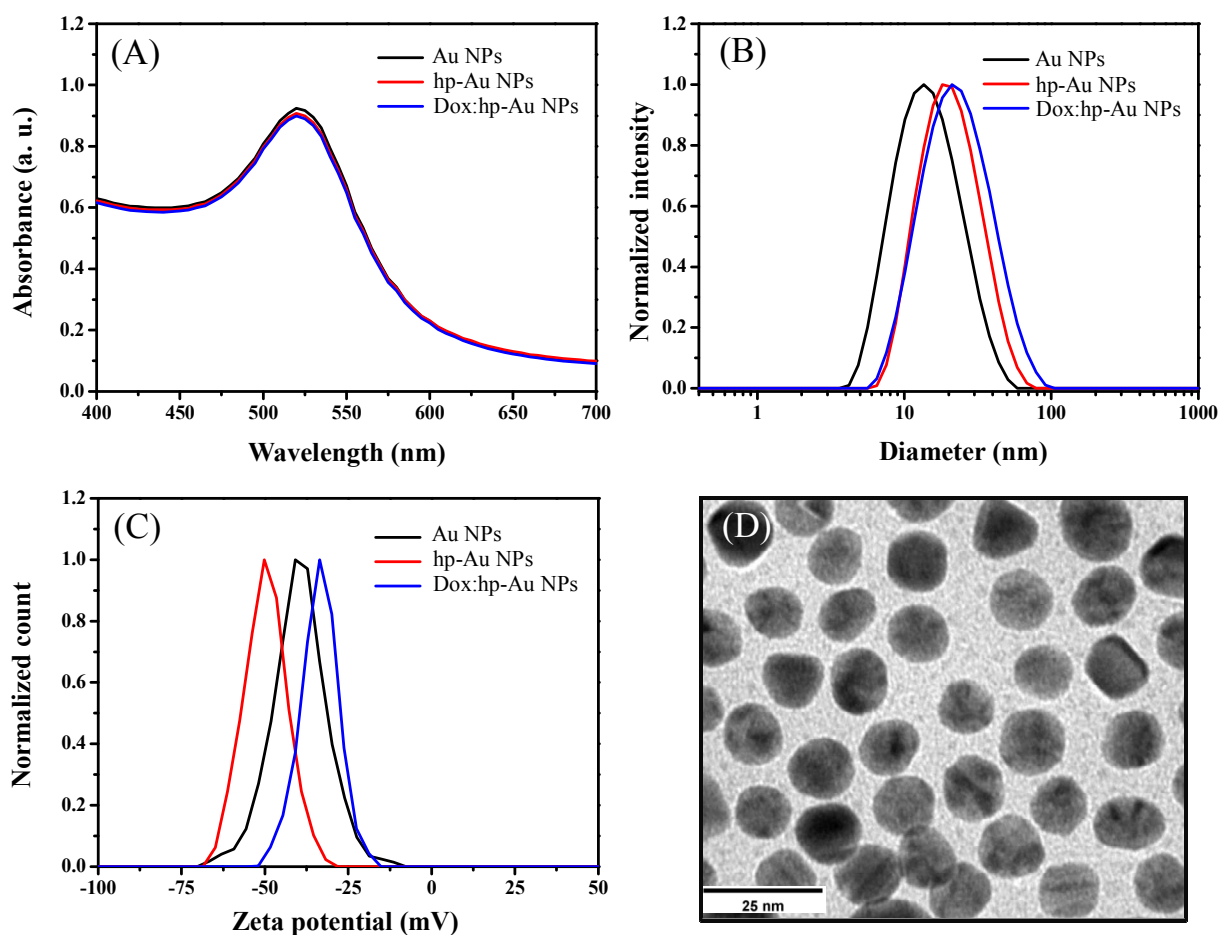 (A)
Au NPs
hp-Au NPs
Dox:hp-Au NPs
Absorbance (a. u.)
1.2
1.0
0.8
0.6
0.4
0.2
0.0
400 450 500 550 600 650 700
Wavelength (nm)
(B)
Au NPs
hp-Au NPs
Dox:hp-Au NPs
Normalized intensity
1.2
1.0
0.8
0.6
0.4
0.2
0.0
1 10 100 1000
Diameter (nm)
(C)
Au NPs
hp-Au NPs
Dox:hp-Au NPs
Normalized count
1.2
1.0
0.8
0.6
0.4
0.2
0.0
-100 -75 -50 -25 0 25 50
Zeta potential (mV)
(D)
25 nm